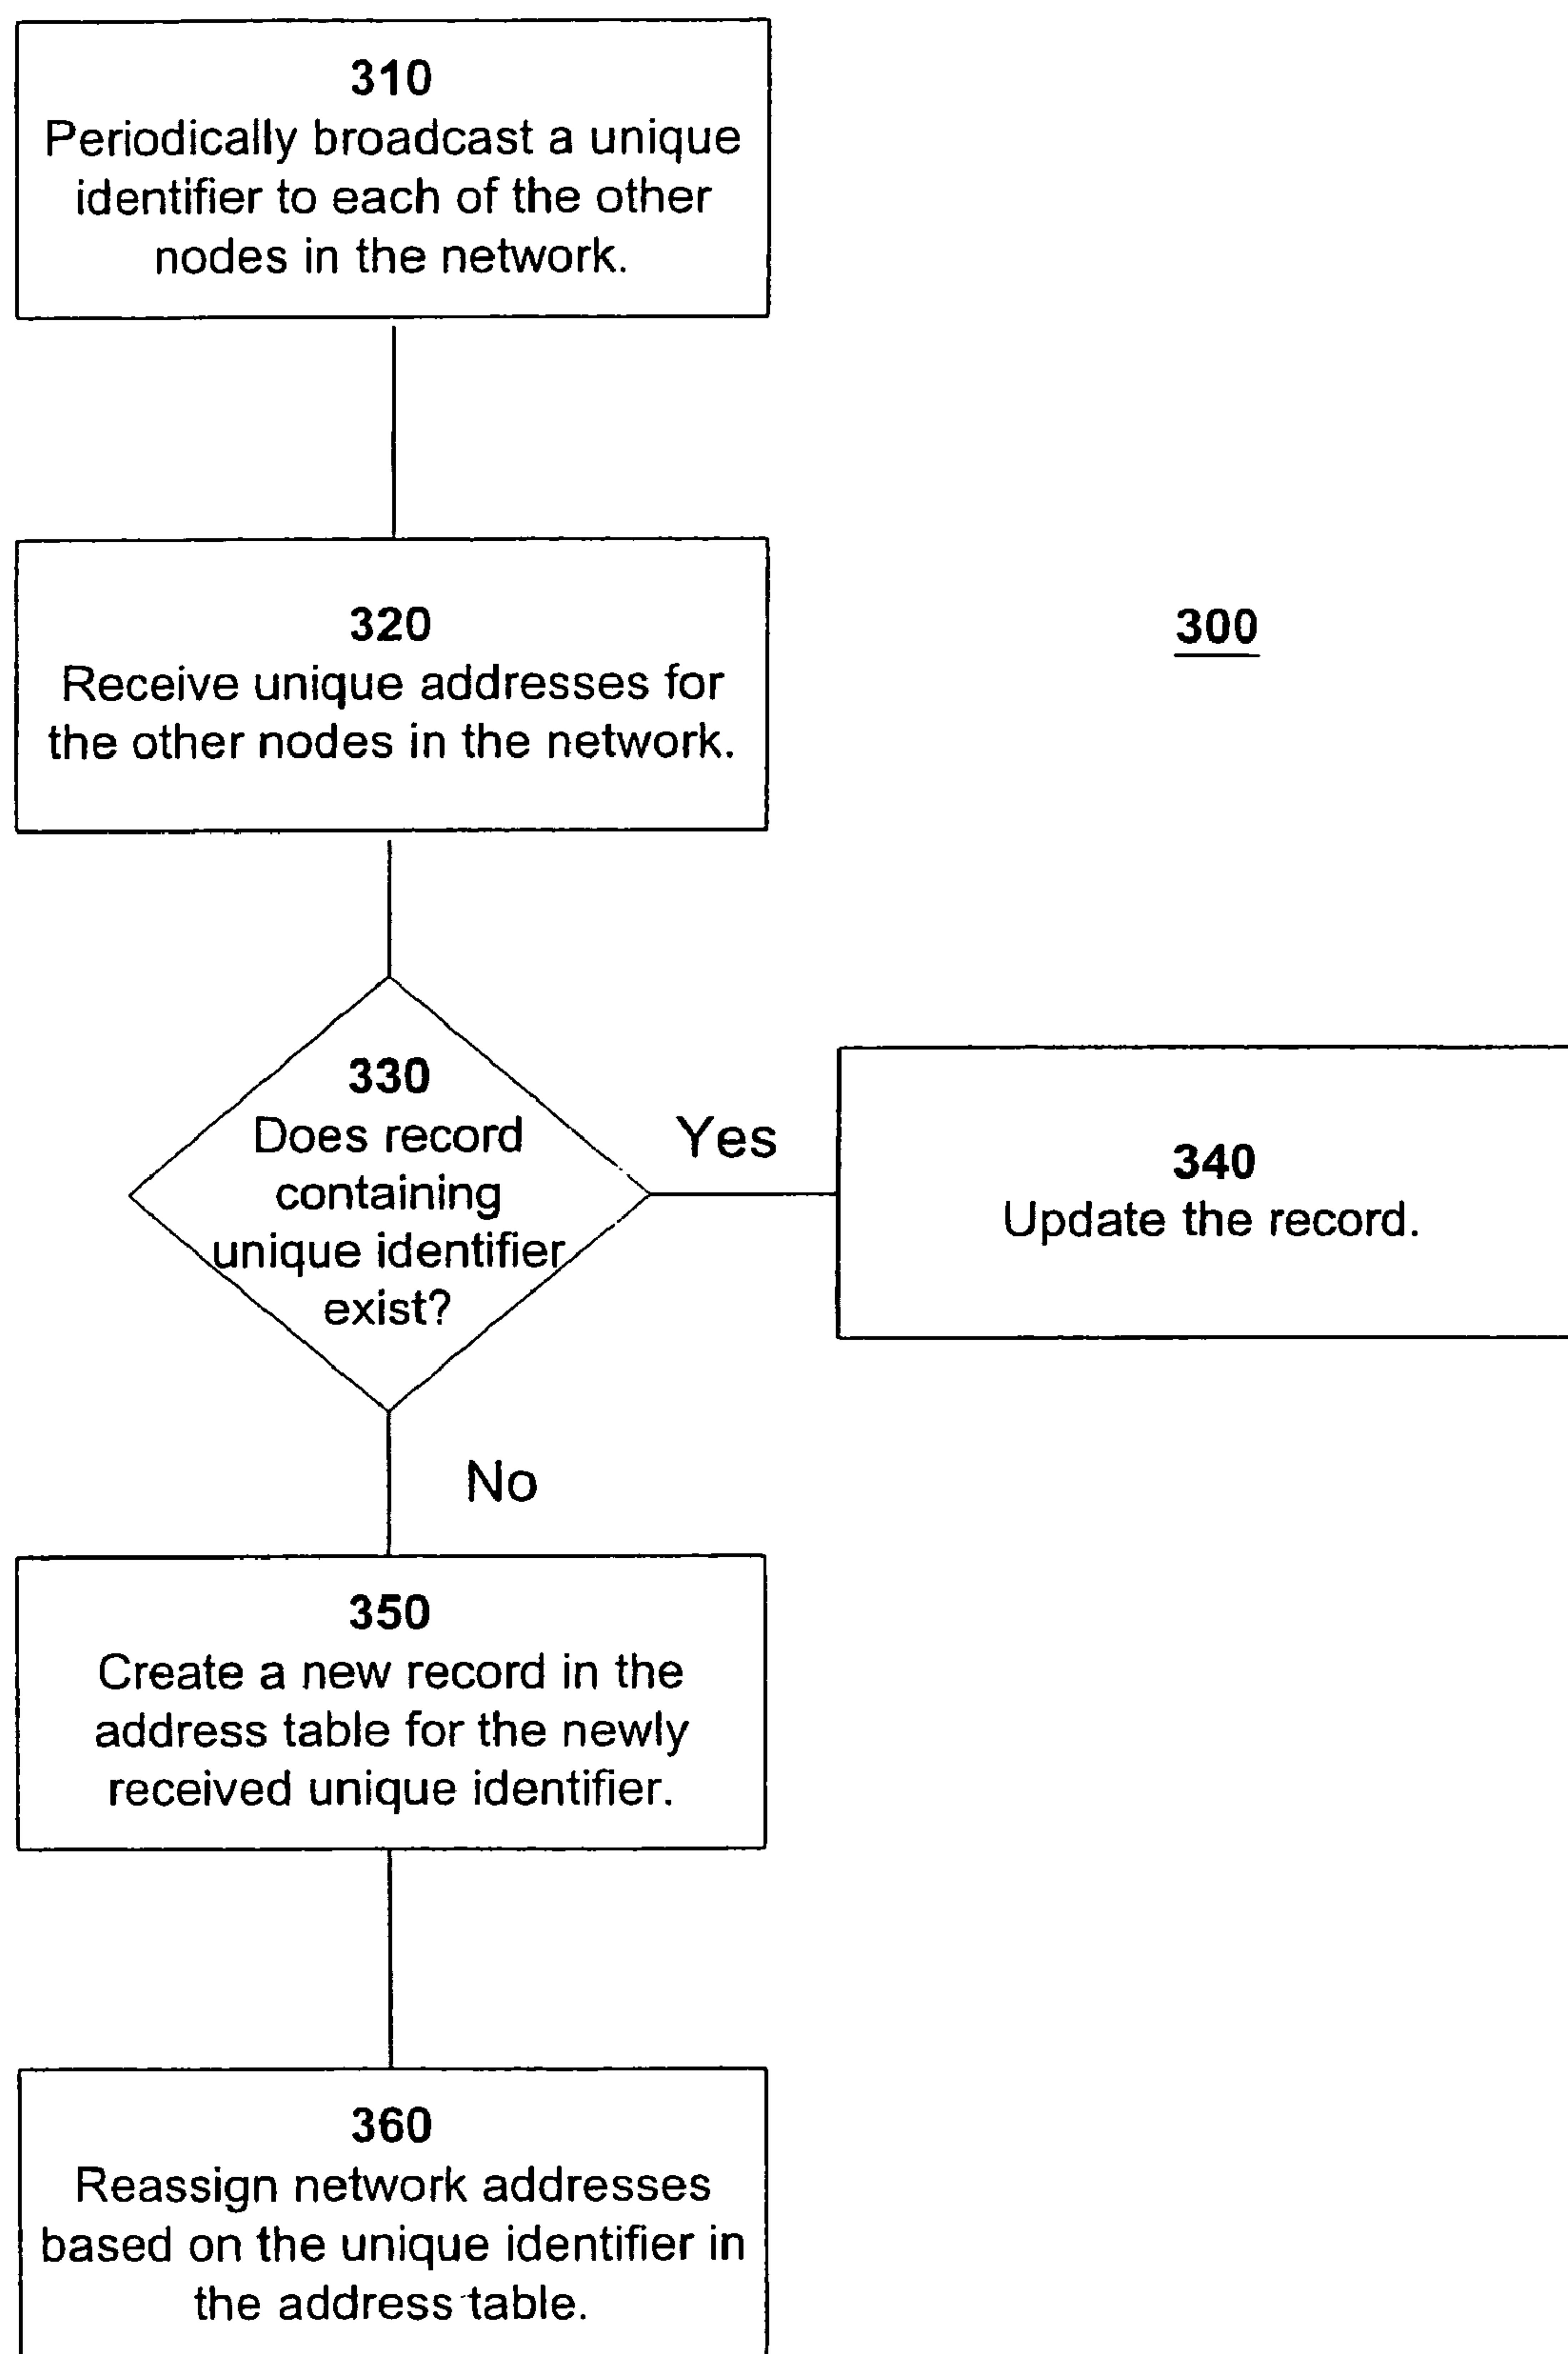 310
Periodically broadcast a unique
identifier to each of the other
nodes in the network.
320
Receive unique addresses for
the other nodes in the network.
300
330
Does record
containing
unique identifier
exist?
Yes
340
Update the record.
No
350
Create a new record in the
address table for the newly
received unique identifier.
360
Reassign network addresses
based on the unique identifier in
the address table.